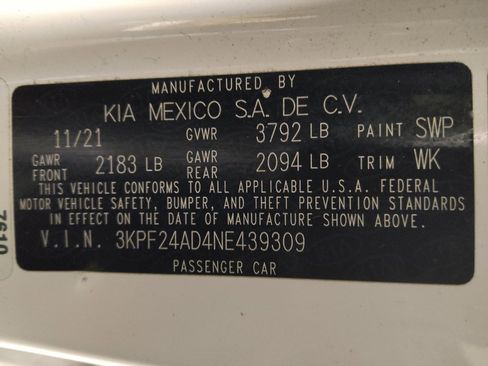 MANUFACTURED BY
KIA MEXICO S.A. DE C.V.
11/21 GVWR 3792 LB PAINT SWP
GAWR FRONT 2183 LB GAWR REAR 2094 LB TRIM WK
THIS VEHICLE CONFORMS TO ALL APPLICABLE U.S.A. FEDERAL
MOTOR VEHICLE SAFETY, BUMPER, AND THEFT PREVENTION STANDARDS
IN EFFECT ON THE DATE OF MANUFACTURE SHOWN ABOVE.
V.I.N. 3KPF24AD4NE439309
PASSENGER CAR